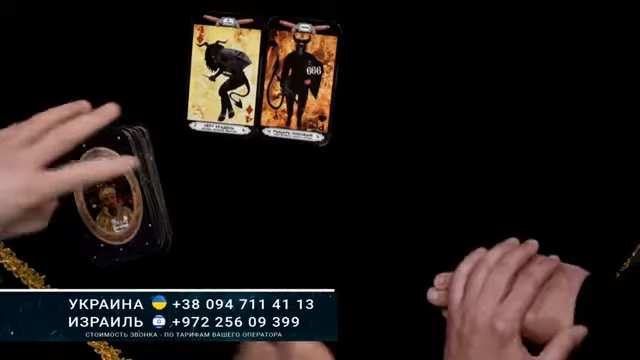 666
УКРАИНА +38 094 711 41 13
ИЗРАИЛЬ +972 256 09 399
СТОИМОСТЬ ЗВОНКА - ПО ТАРИФАМ ВАШЕГО ОПЕРАТОРА